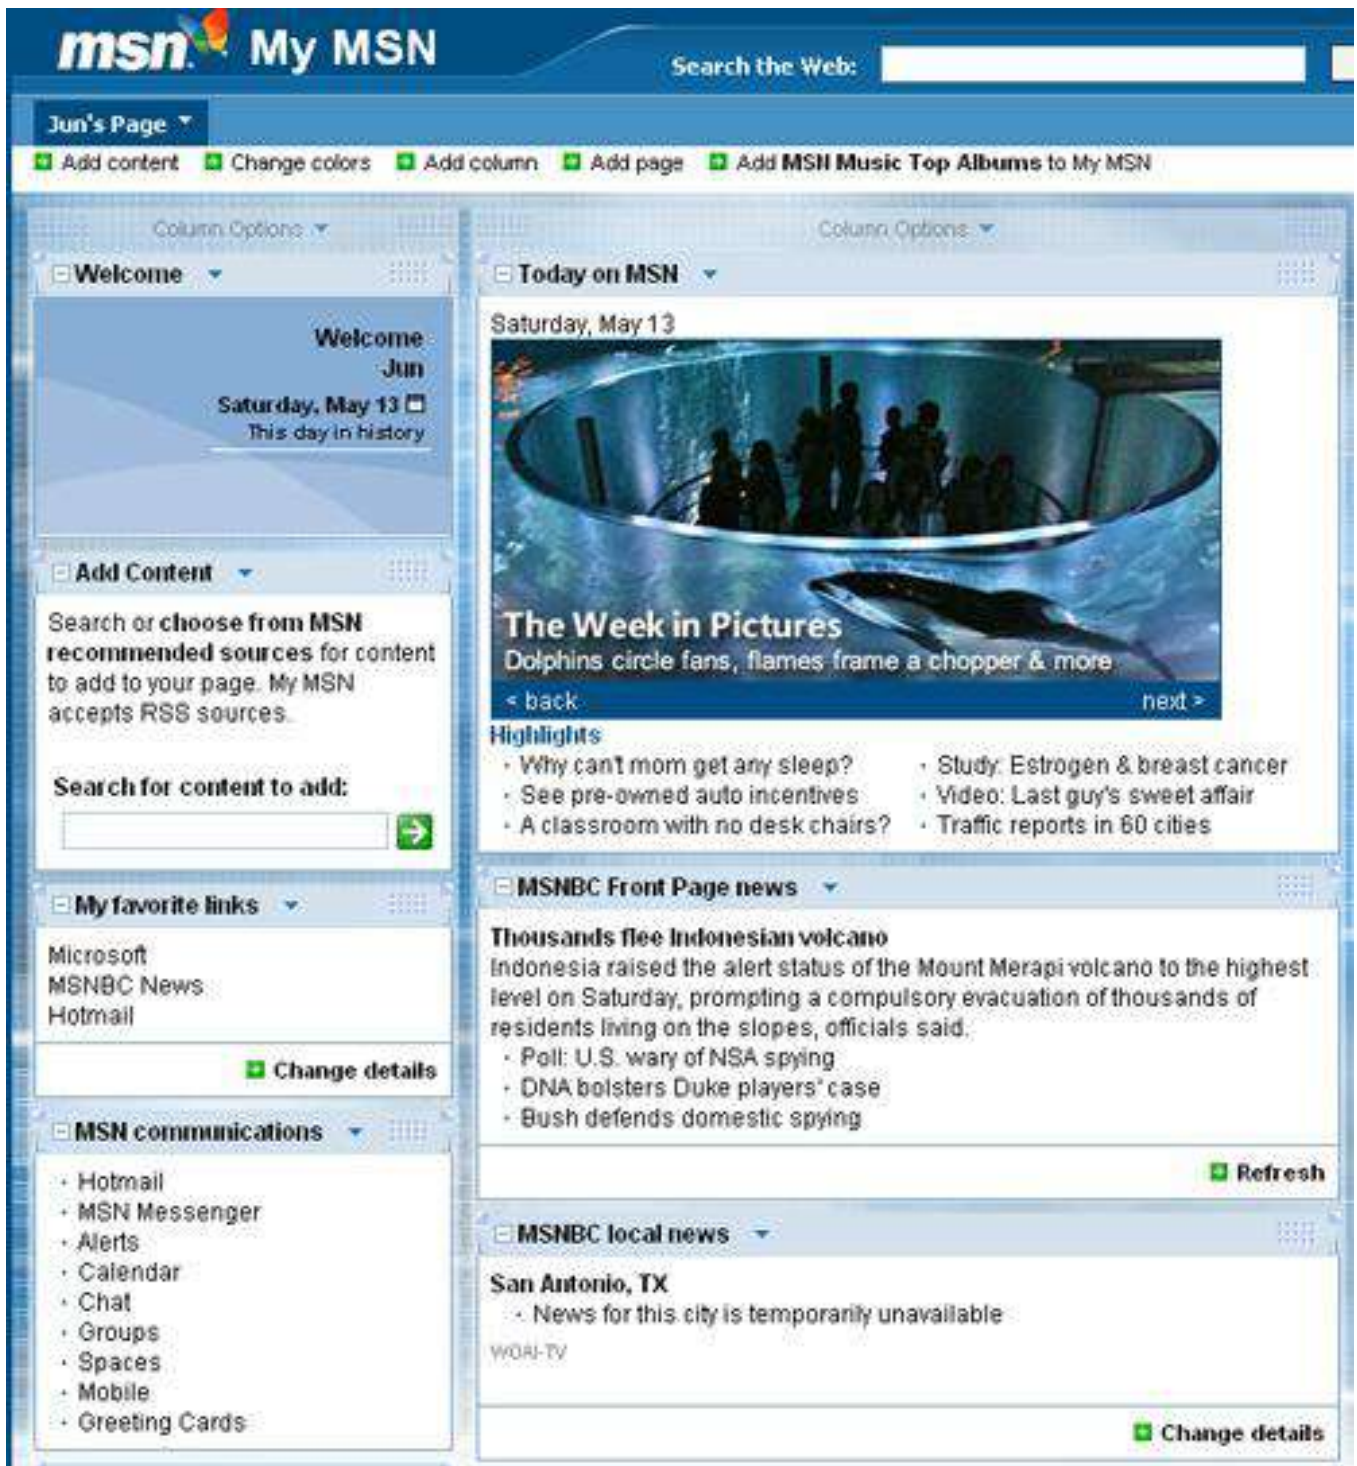 msn My MSN
Search the Web:
Jun's Page
Add content Change colors Add column Add page Add MSN Music Top Albums to My MSN
Column Options
Welcome
Welcome
Jun
Saturday, May 13
This day in history
Add Content
Search or choose from MSN
recommended sources for content
to add to your page. My MSN
accepts RSS sources.
Search for content to add:
My favorite links
Microsoft
MSNBC News
Hotmail
Change details
MSN communications
· Hotmail
· MSN Messenger
· Alerts
· Calendar
· Chat
· Groups
· Spaces
· Mobile
· Greeting Cards
Column Options
Today on MSN
Saturday, May 13
The Week in Pictures
Dolphins circle fans, flames frame a chopper & more
< back next >
Highlights
· Why can't mom get any sleep?
· See pre-owned auto incentives
· A classroom with no desk chairs?
· Study: Estrogen & breast cancer
· Video: Last guy's sweet affair
· Traffic reports in 60 cities
MSNBC Front Page news
Thousands flee Indonesian volcano
Indonesia raised the alert status of the Mount Merapi volcano to the highest
level on Saturday, prompting a compulsory evacuation of thousands of
residents living on the slopes, officials said.
· Poll: U.S. wary of NSA spying
· DNA bolsters Duke players' case
· Bush defends domestic spying
Refresh
MSNBC local news
San Antonio, TX
· News for this city is temporarily unavailable
WOAI-TV
Change details